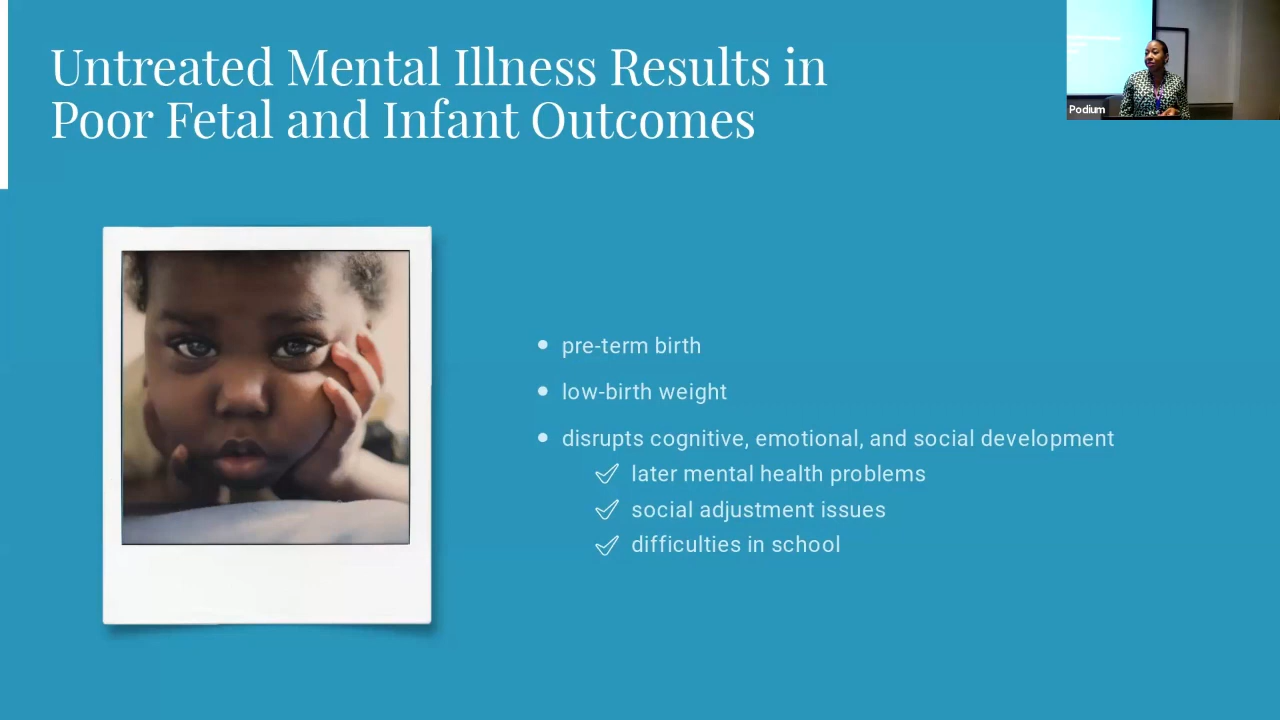 Untreated Mental Illness Results in
Poor Fetal and Infant Outcomes
Podium
pre-term birth
low-birth weight
disrupts cognitive, emotional, and social development
later mental health problems
social adjustment issues
difficulties in school